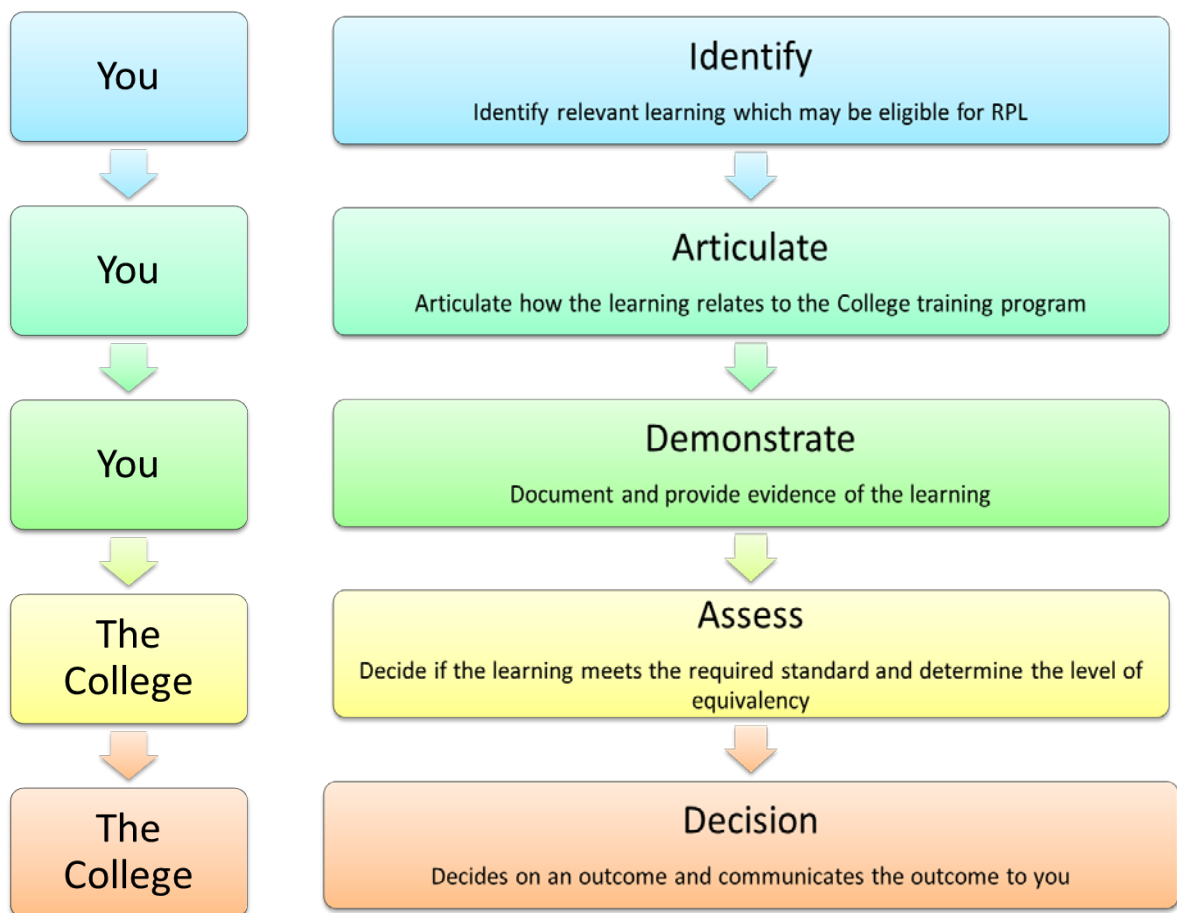 You
Identify
Identify relevant learning which may be eligible for RPL
You
Articulate
Articulate how the learning relates to the College training program
You
Demonstrate
Document and provide evidence of the learning
The
College
Assess
Decide if the learning meets the required standard and determine the level of
equivalency
The
College
Decision
Decides on an outcome and communicates the outcome to you